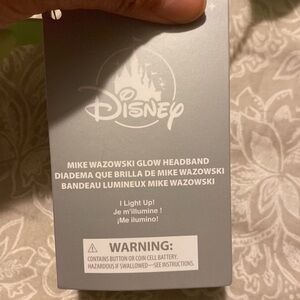 Disney
MIKE WAZOWSKI GLOW HEADBAND
DIADEMA QUE BRILLA DE MIKE WAZOWSKI
BANDEAU LUMINEUX MIKE WAZOWSKI
I Light Up!
Je m'illumine !
¡Me ilumino!
WARNING:
CONTAINS BUTTON OR COIN CELL BATTERY.
HAZARDOUS IF SWALLOWED—SEE INSTRUCTIONS.